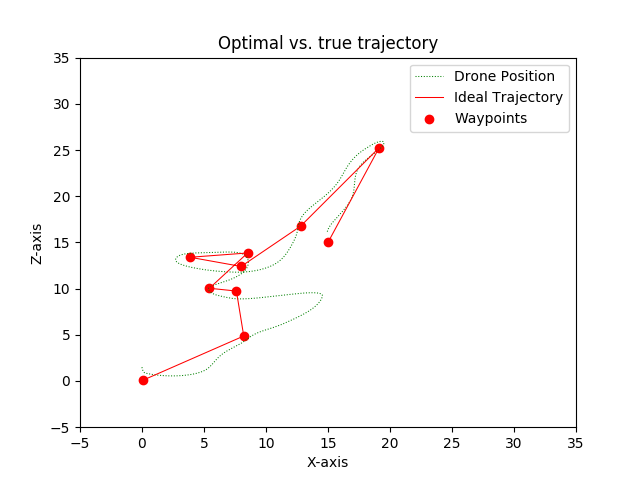 Optimal vs. true trajectory
Drone Position
Ideal Trajectory
Waypoints
Z-axis
35
30
25
20
15
10
5
0
−5
−5 0 5 10 15 20 25 30 35
X-axis